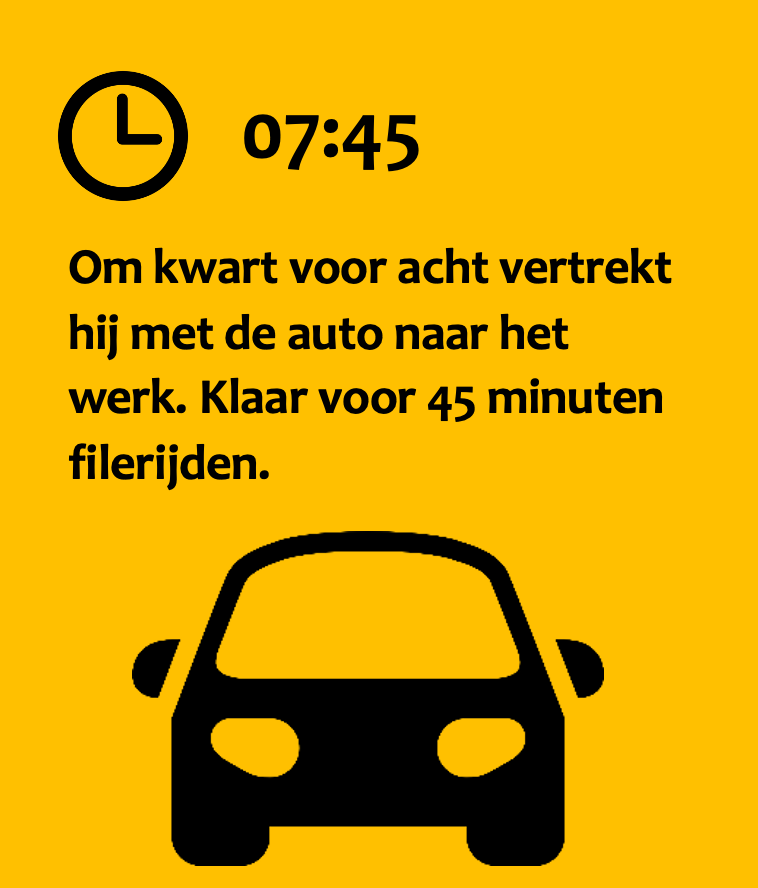 07:45
Om kwart voor acht vertrekt
hij met de auto naar het
werk. Klaar voor 45 minuten
filerijden.